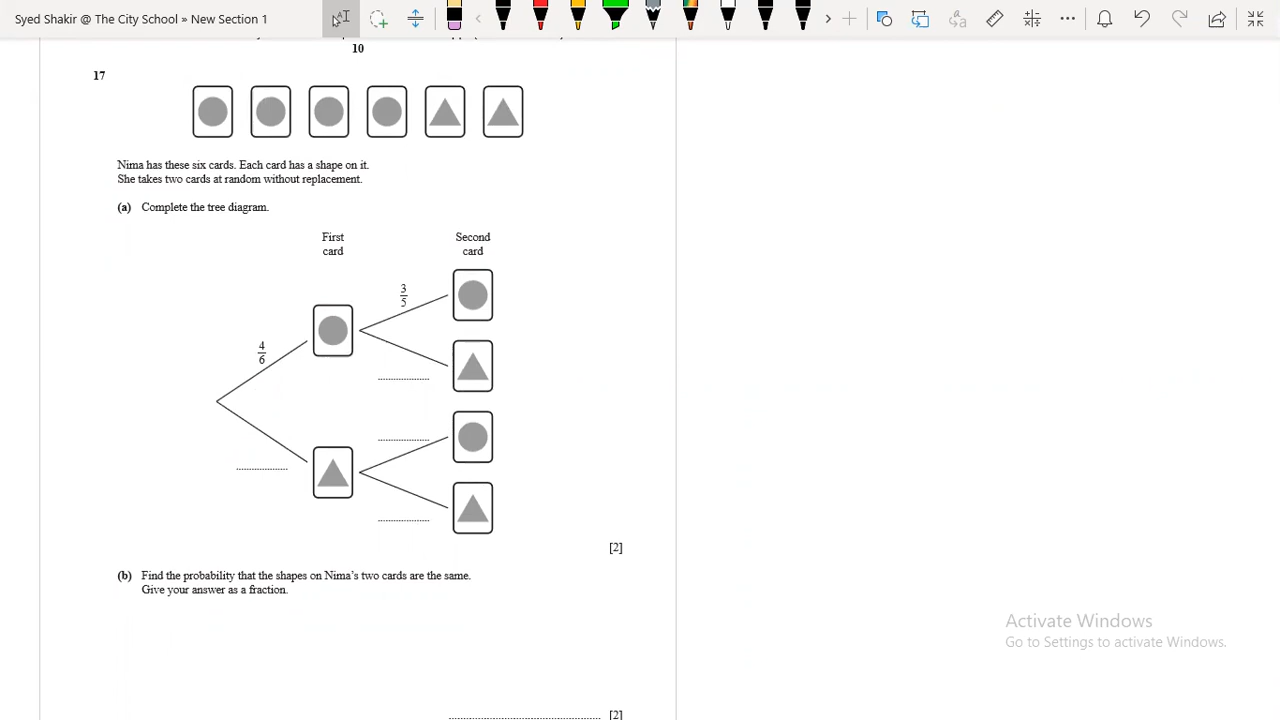 Syed Shakir @ The City School » New Section 1
10
17
Nima has these six cards. Each card has a shape on it.
She takes two cards at random without replacement.
(a) Complete the tree diagram.
First card
Second card
3/5
4/6
[2]
(b) Find the probability that the shapes on Nima's two cards are the same.
Give your answer as a fraction.
Activate Windows
Go to Settings to activate Windows.
[2]